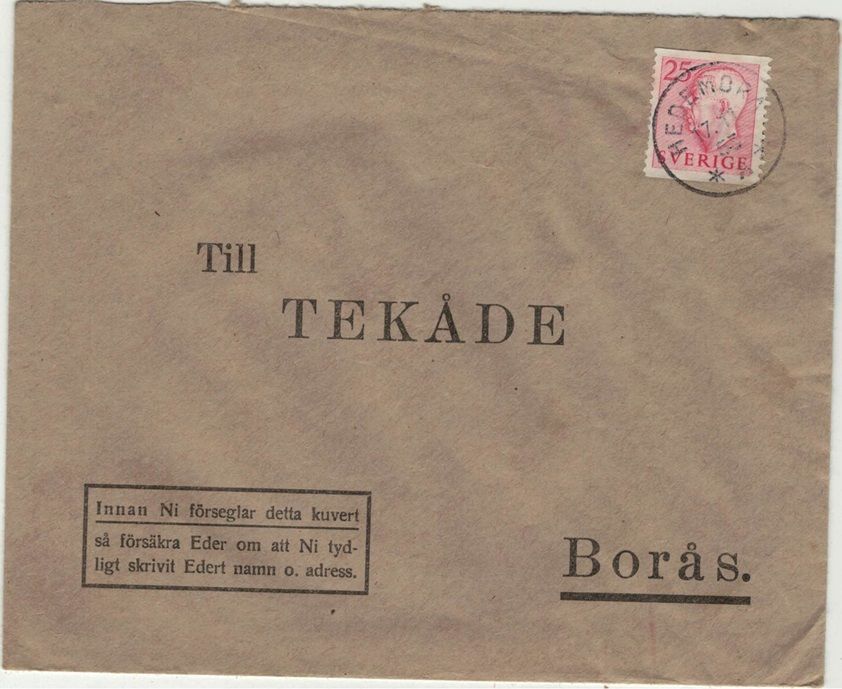 25
SVERIGE
HEDEMORA
Till
TEKÅDE
Innan Ni förseglar detta kuvert
så försäkra Eder om att Ni tyd-
ligt skrivit Edert namn o. adress.
Borås.